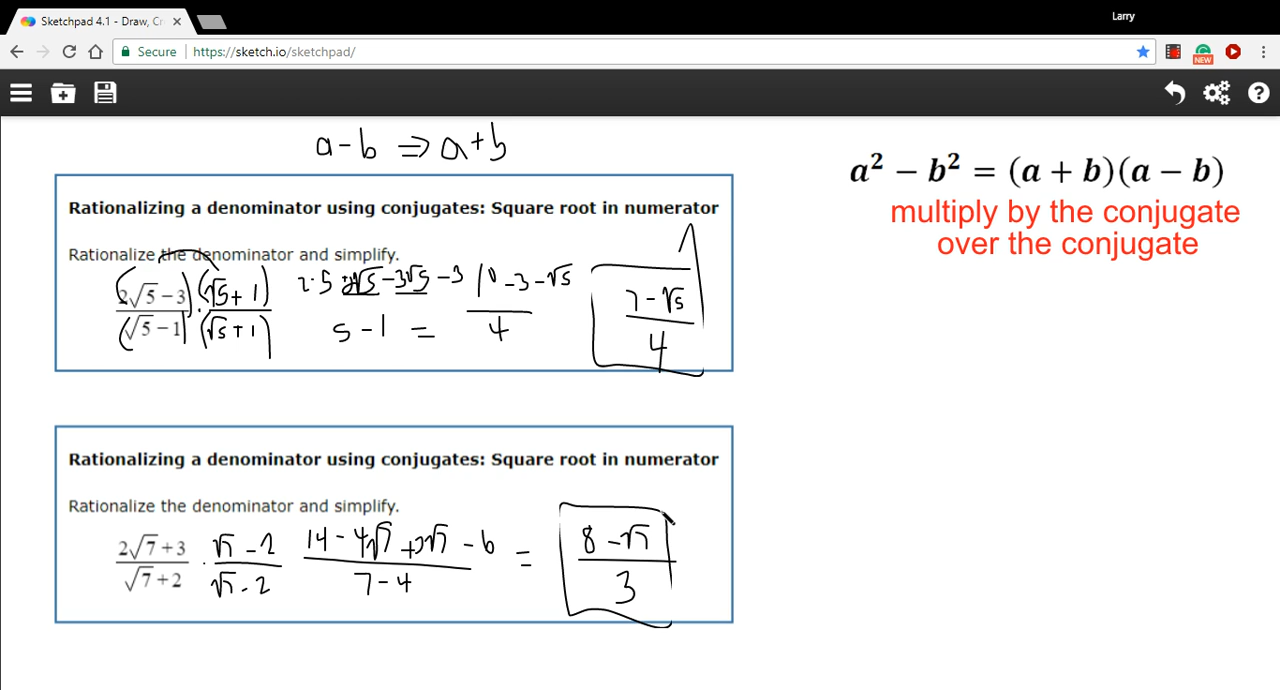 Larry
Sketchpad 4.1 - Draw, Cr
Secure https://sketch.io/sketchpad/
NEW
a-b ⇒ a+b
a² − b² = (a + b)(a − b)
multiply by the conjugate
over the conjugate
Rationalizing a denominator using conjugates: Square root in numerator
Rationalize the denominator and simplify.
(2√5 − 3) (√5 + 1) 2·5 +2√5 -3√5 -3 10 -3 -√5 7 - √5
(√5 − 1) · (√5 + 1) 5 - 1 = 4 4
Rationalizing a denominator using conjugates: Square root in numerator
Rationalize the denominator and simplify.
2√7 + 3 · √7 - 2 14 - 4√7 +3√7 - 6 = 8 - √7
√7 + 2 √7 - 2 7 - 4 3